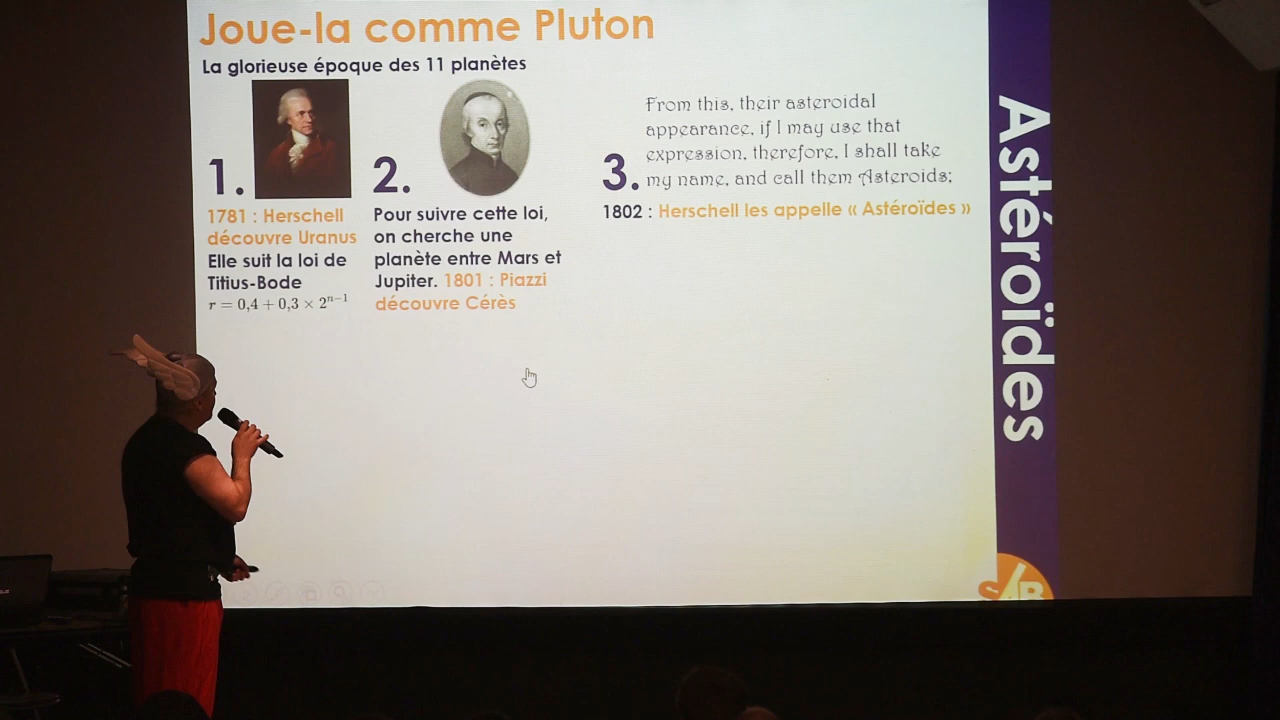 Joue-la comme Pluton
La glorieuse époque des 11 planètes
1.
1781 : Herschell
découvre Uranus
Elle suit la loi de
Titius-Bode
r = 0,4 + 0,3 × 2ⁿ⁻¹
2.
Pour suivre cette loi,
on cherche une
planète entre Mars et
Jupiter. 1801 : Piazzi
découvre Cérès
3.
From this, their asteroidal
appearance, if I may use that
expression, therefore, I shall take
my name, and call them Asteroids;
1802 : Herschell les appelle « Astéroïdes »
Astéroïdes